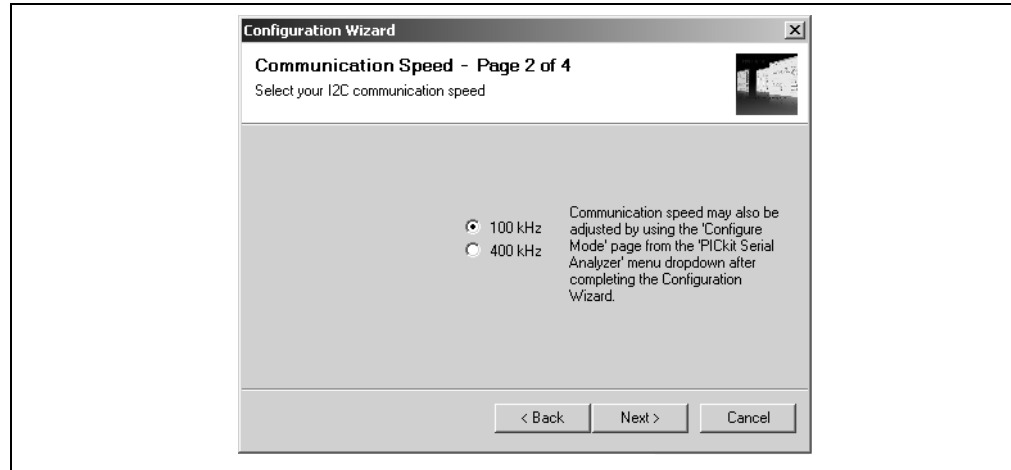 Configuration Wizard
Communication Speed - Page 2 of 4
Select your I2C communication speed
100 kHz
400 kHz
Communication speed may also be
adjusted by using the 'Configure
Mode' page from the 'PICkit Serial
Analyzer' menu dropdown after
completing the Configuration
Wizard.
< Back
Next >
Cancel